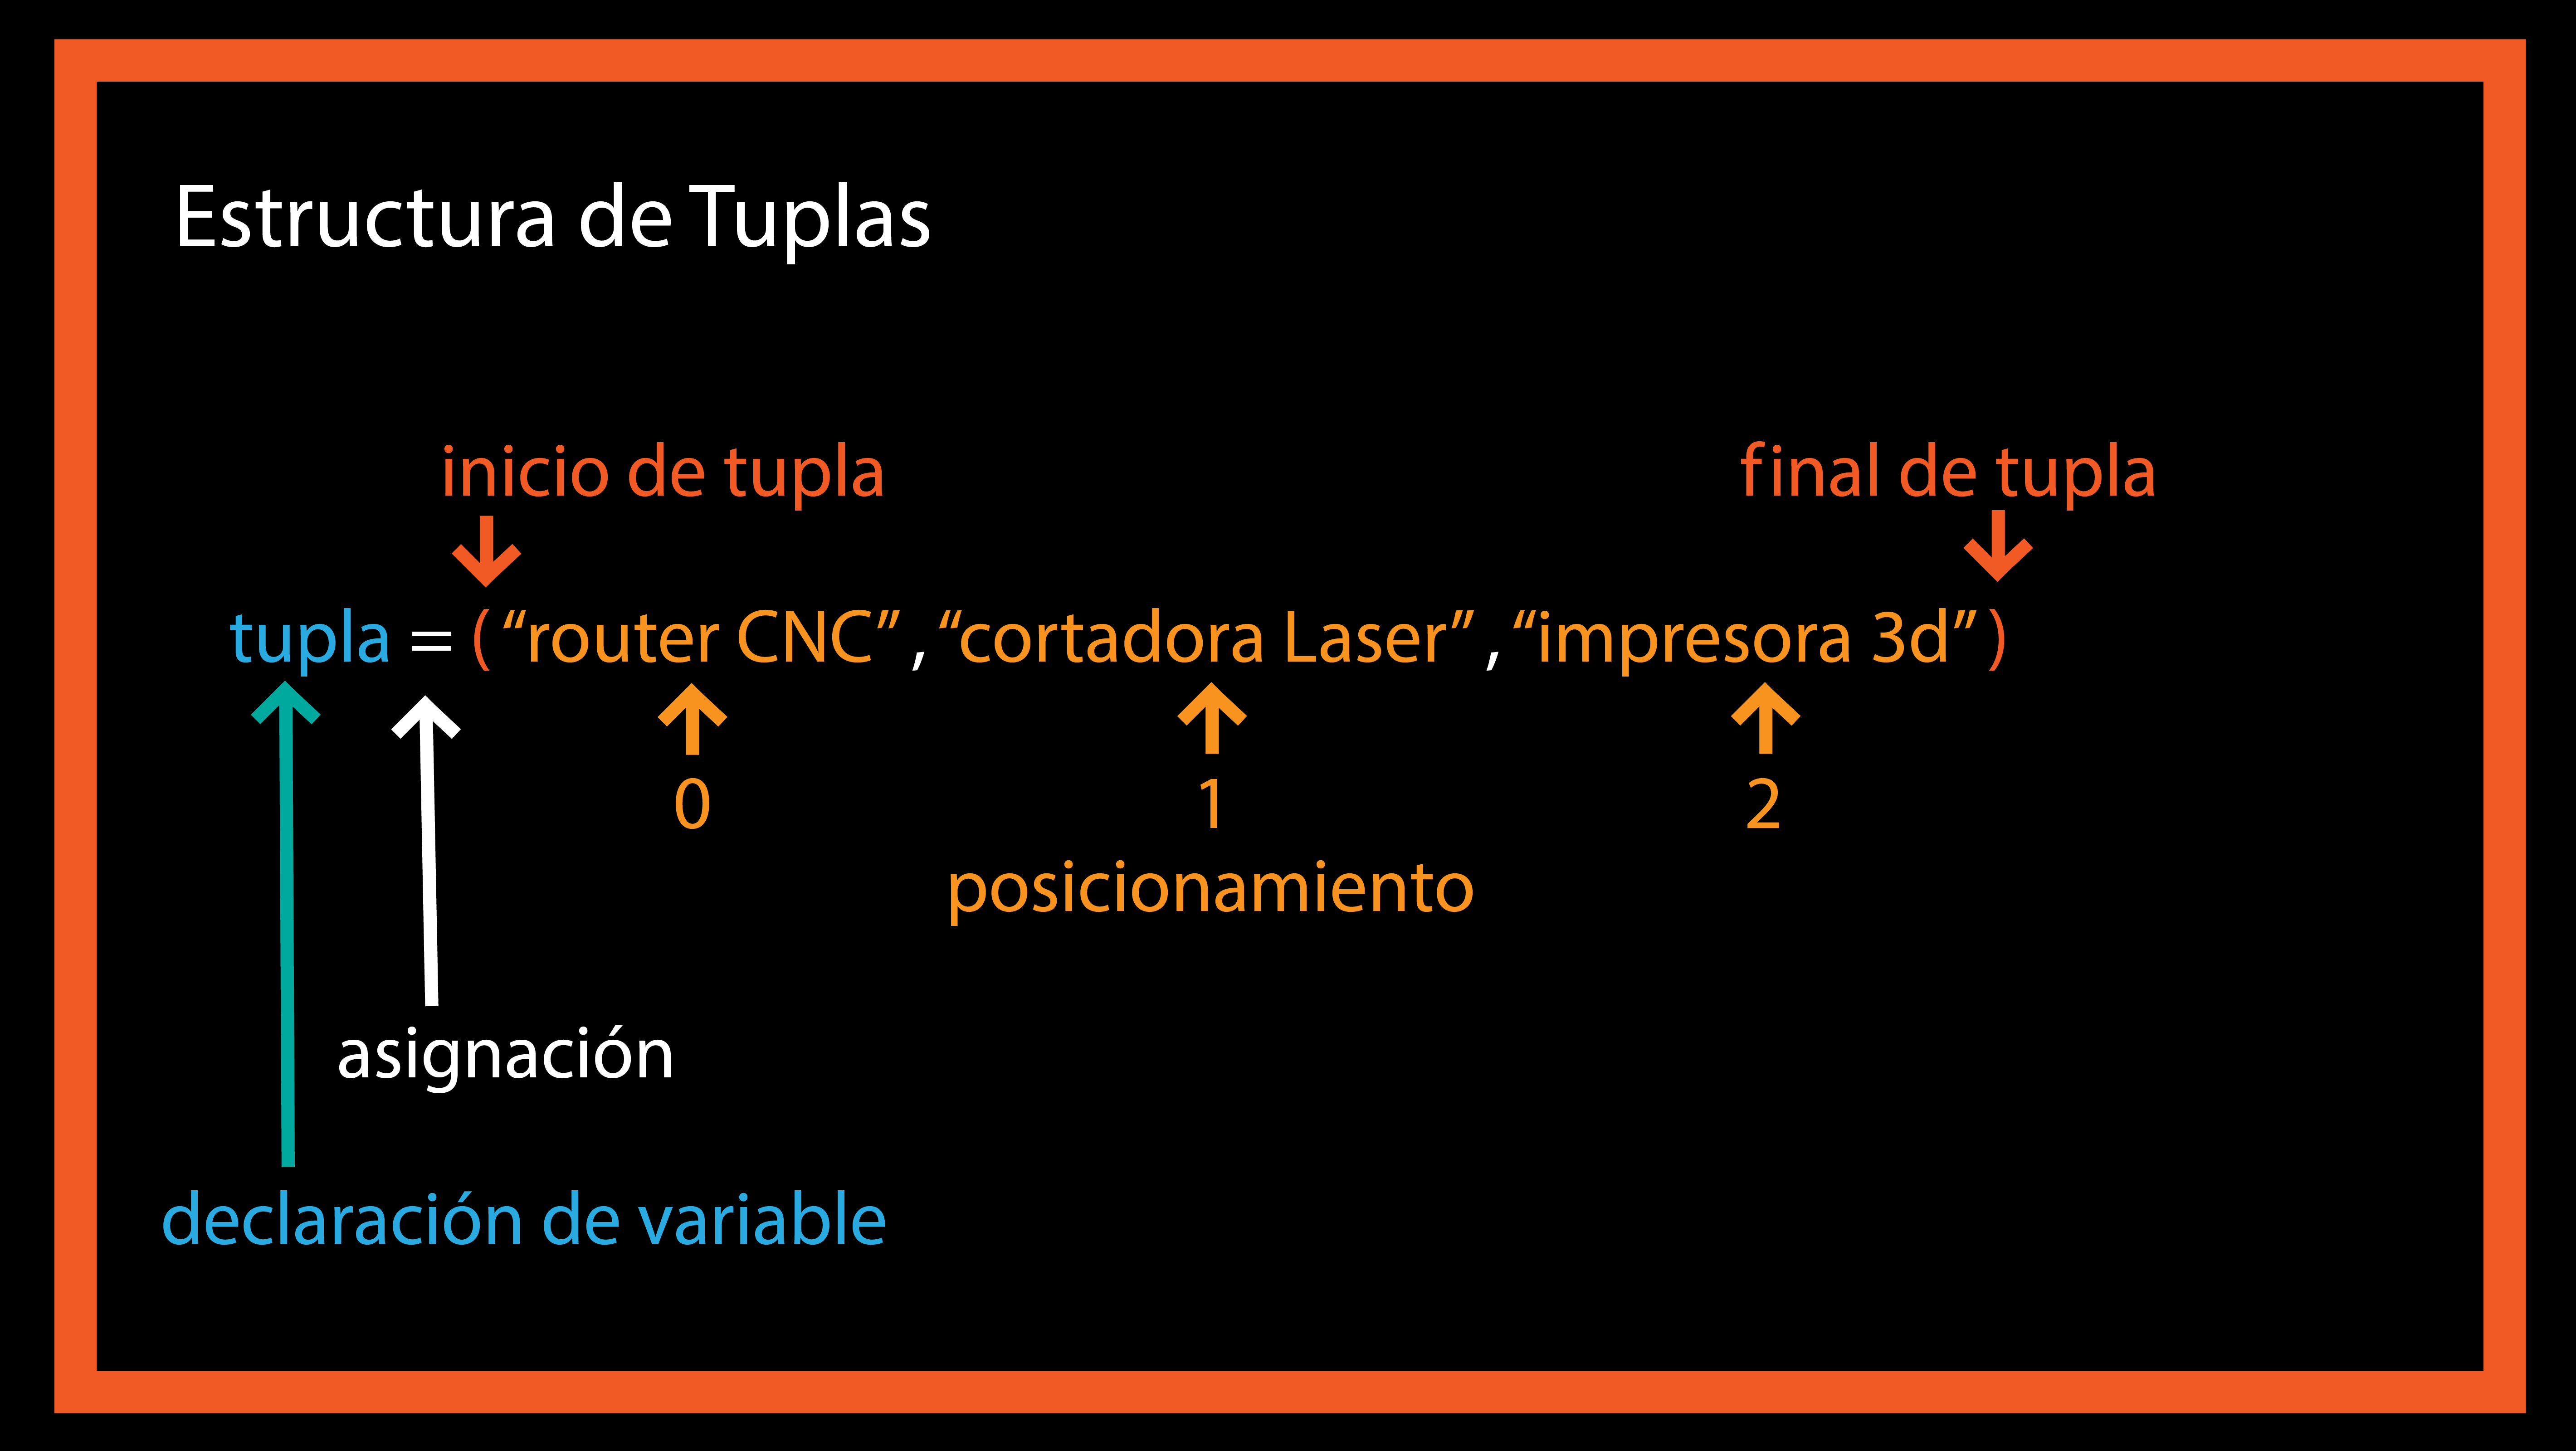 Estructura de Tuplas
inicio de tupla
final de tupla
tupla = ( “router CNC” , “cortadora Laser” , “impresora 3d” )
0 1 2
posicionamiento
asignación
declaración de variable